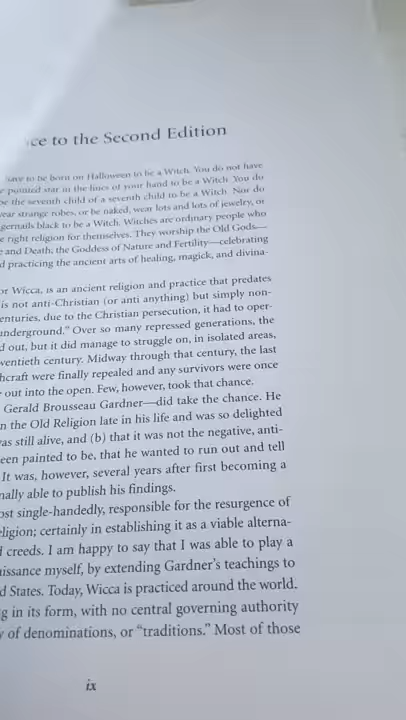 ce to the Second Edition
have to be born on Halloween to be a Witch. You do not have
pointed star in the lines of your hand to be a Witch. You do
be the seventh child of a seventh child to be a Witch. Nor do
wear strange robes, or be naked, wear lots and lots of jewelry, or
gernails black to be a Witch. Witches are ordinary people who
e right religion for themselves. They worship the Old Gods—
e and Death; the Goddess of Nature and Fertility—celebrating
d practicing the ancient arts of healing, magick, and divina-
or Wicca, is an ancient religion and practice that predates
is not anti-Christian (or anti anything) but simply non-
enturies, due to the Christian persecution, it had to oper-
underground." Over so many repressed generations, the
d out, but it did manage to struggle on, in isolated areas,
wentieth century. Midway through that century, the last
hcraft were finally repealed and any survivors were once
out into the open. Few, however, took that chance.
Gerald Brousseau Gardner—did take the chance. He
n the Old Religion late in his life and was so delighted
as still alive, and (b) that it was not the negative, anti-
een painted to be, that he wanted to run out and tell
It was, however, several years after first becoming a
nally able to publish his findings.
ost single-handedly, responsible for the resurgence of
eligion; certainly in establishing it as a viable alterna-
d creeds. I am happy to say that I was able to play a
aissance myself, by extending Gardner's teachings to
d States. Today, Wicca is practiced around the world.
g in its form, with no central governing authority
y of denominations, or "traditions." Most of those
ix